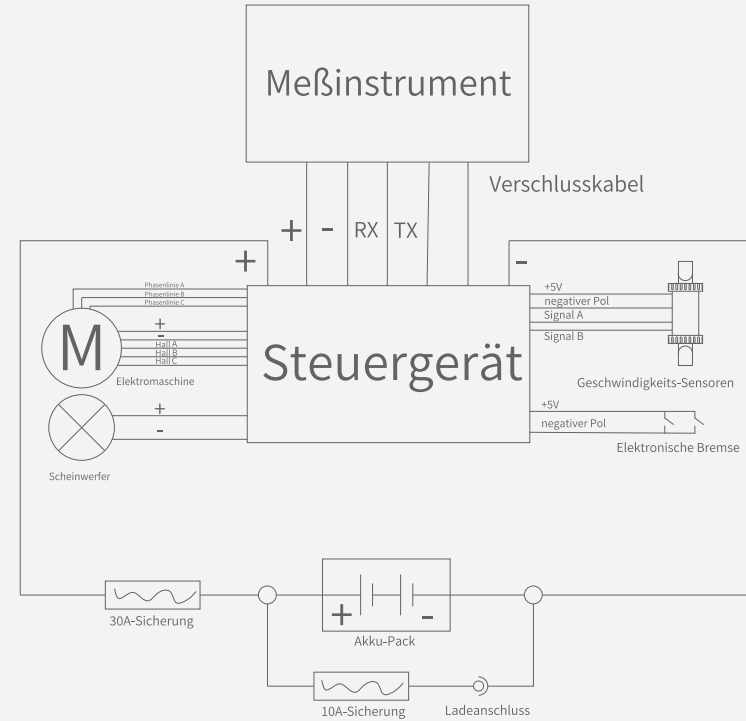 Meßinstrument
Verschlusskabel
+ - RX TX
+
-
Phasenlinie A
Phasenlinie B
Phasenlinie C
M
+
-
Hall A
Hall B
Hall C
Elektromaschine
+
-
Scheinwerfer
Steuergerät
+5V
negativer Pol
Signal A
Signal B
Geschwindigkeits-Sensoren
+5V
negativer Pol
Elektronische Bremse
30A-Sicherung
+ -
Akku-Pack
10A-Sicherung
Ladeanschluss